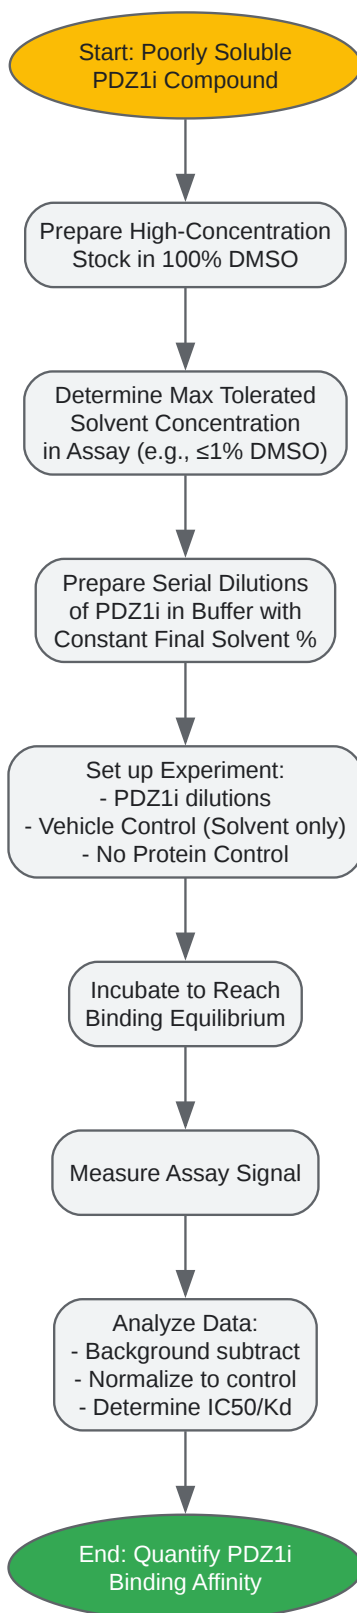 Start: Poorly Soluble
PDZ1i Compound
Prepare High-Concentration
Stock in 100% DMSO
Determine Max Tolerated
Solvent Concentration
in Assay (e.g., ≤1% DMSO)
Prepare Serial Dilutions
of PDZ1i in Buffer with
Constant Final Solvent %
Set up Experiment:
- PDZ1i dilutions
- Vehicle Control (Solvent only)
- No Protein Control
Incubate to Reach
Binding Equilibrium
Measure Assay Signal
Analyze Data:
- Background subtract
- Normalize to control
- Determine IC50/Kd
End: Quantify PDZ1i
Binding Affinity